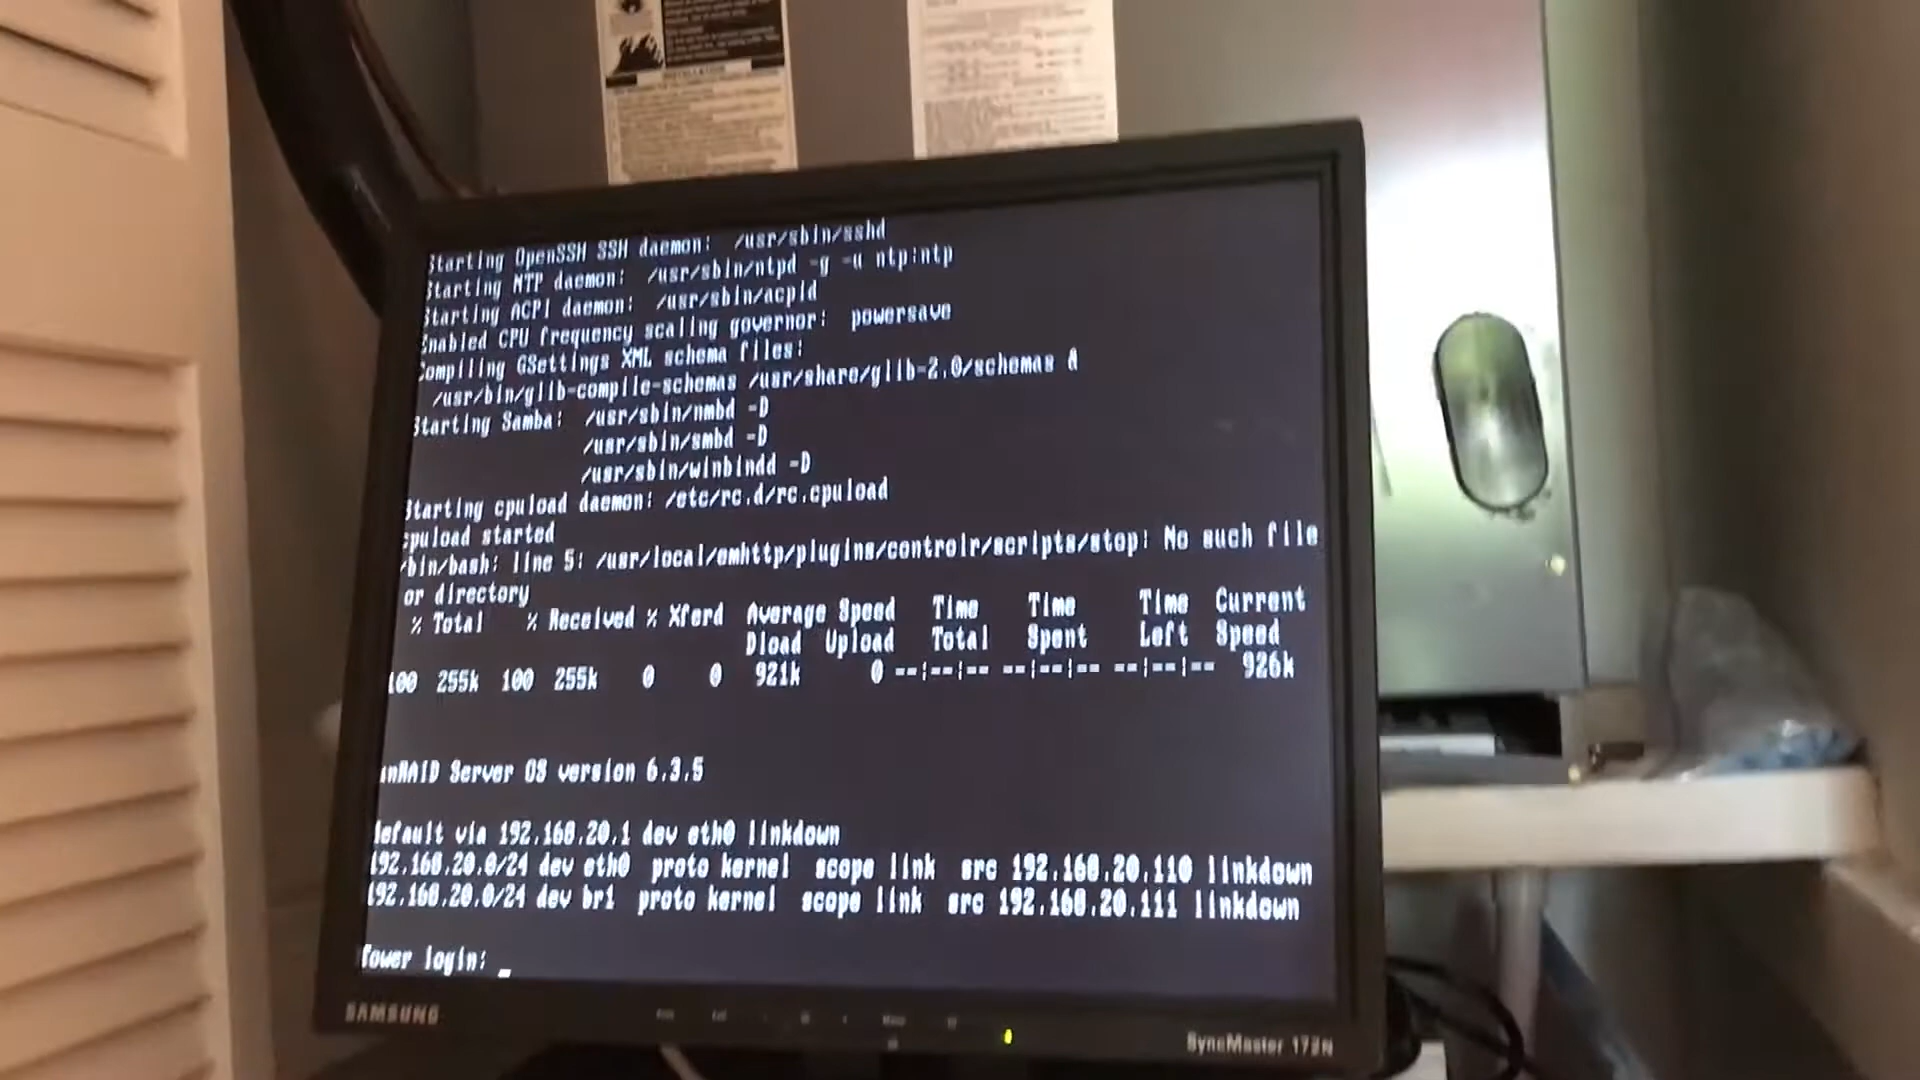 INSTALLATION
Starting OpenSSH SSH daemon: /usr/sbin/sshd
Starting NTP daemon: /usr/sbin/ntpd -g -u ntp:ntp
Starting ACPI daemon: /usr/sbin/acpid
Enabled CPU frequency scaling governor: powersave
Compiling GSettings XML schema files:
/usr/bin/glib-compile-schemas /usr/share/glib-2.0/schemas &
Starting Samba: /usr/sbin/nmbd -D
/usr/sbin/smbd -D
/usr/sbin/winbindd -D
Starting cpuload daemon: /etc/rc.d/rc.cpuload
cpuload started
/bin/bash: line 5: /usr/local/emhttp/plugins/controlr/scripts/stop: No such file
or directory
% Total % Received % Xferd Average Speed Time Time Time Current
Dload Upload Total Spent Left Speed
100 255k 100 255k 0 0 921k 0 --:--:-- --:--:-- --:--:-- 926k
unRAID Server OS version 6.3.5
default via 192.168.20.1 dev eth0 linkdown
192.168.20.0/24 dev eth0 proto kernel scope link src 192.168.20.110 linkdown
192.168.20.0/24 dev br1 proto kernel scope link src 192.168.20.111 linkdown
Tower login: _
SAMSUNG
SyncMaster 172N